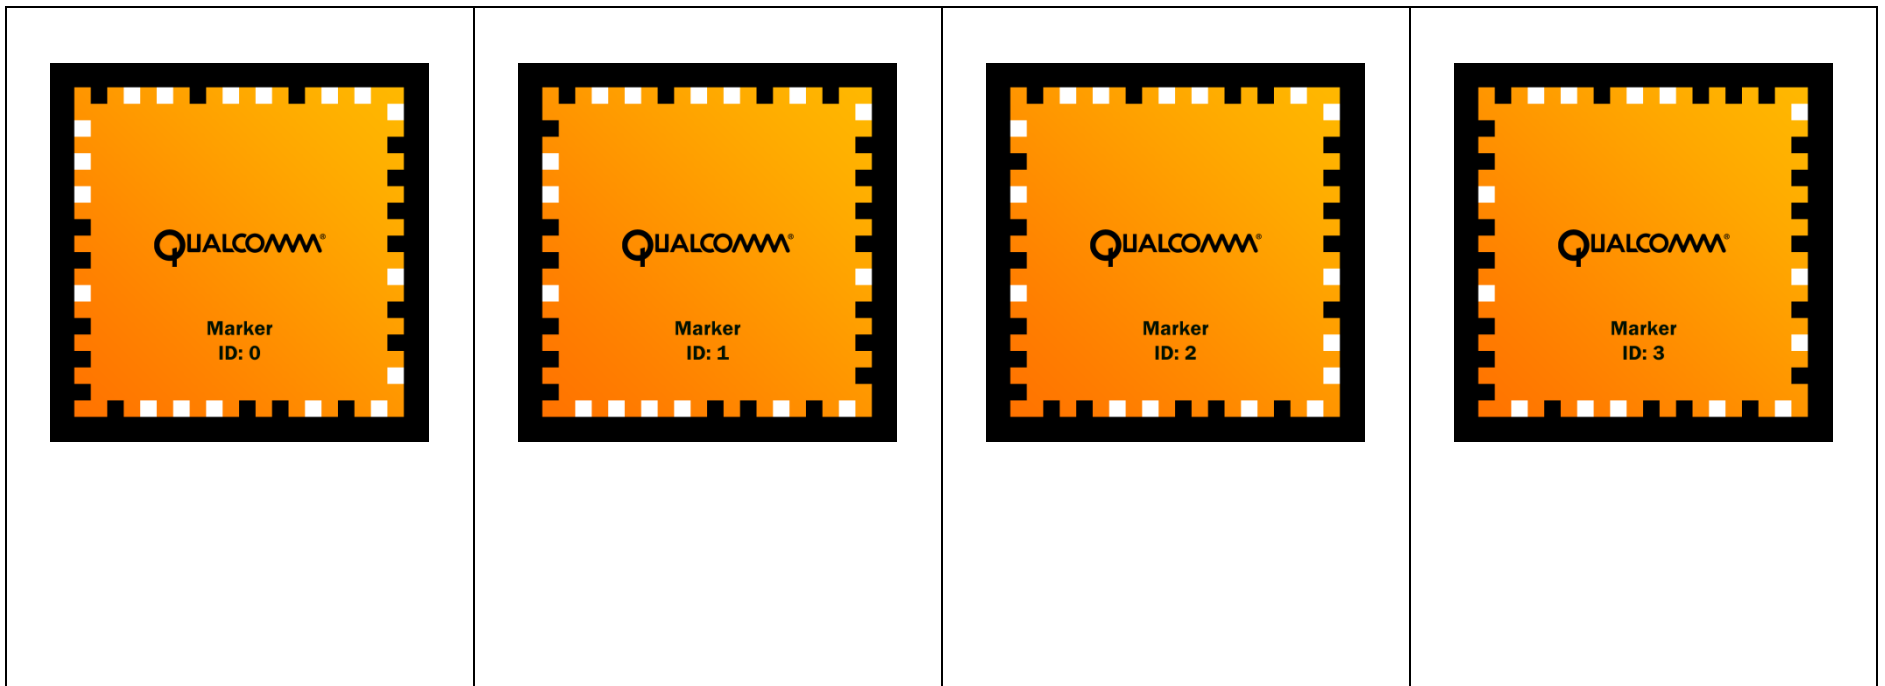 QUALCOMM®
Marker
ID: 0
QUALCOMM®
Marker
ID: 1
QUALCOMM®
Marker
ID: 2
QUALCOMM®
Marker
ID: 3